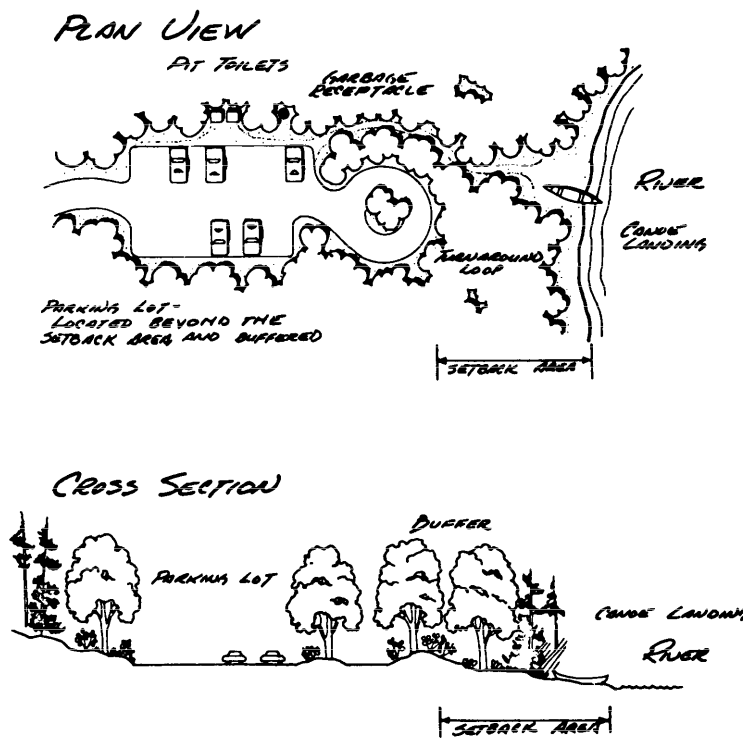 PLAN VIEW
PIT TOILETS
GARBAGE
RECEPTACLE
RIVER
CANOE
LANDING
TURNAROUND
LOOP
PARKING LOT-
LOCATED BEYOND THE
SETBACK AREA AND BUFFERED
SETBACK AREA
CROSS SECTION
BUFFER
PARKING LOT
CANOE LANDING
RIVER
SETBACK AREA